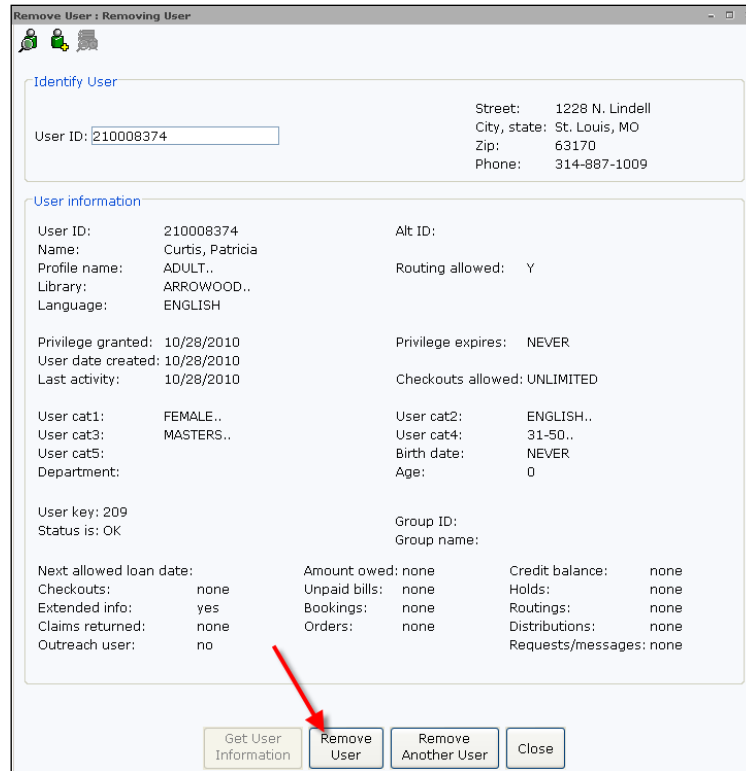 Remove User : Removing User
Identify User
User ID: 210008374
Street: 1228 N. Lindell
City, state: St. Louis, MO
Zip: 63170
Phone: 314-887-1009
User information
User ID: 210008374 Alt ID:
Name: Curtis, Patricia
Profile name: ADULT.. Routing allowed: Y
Library: ARROWOOD..
Language: ENGLISH
Privilege granted: 10/28/2010 Privilege expires: NEVER
User date created: 10/28/2010
Last activity: 10/28/2010 Checkouts allowed: UNLIMITED
User cat1: FEMALE.. User cat2: ENGLISH..
User cat3: MASTERS.. User cat4: 31-50..
User cat5: Birth date: NEVER
Department: Age: 0
User key: 209
Status is: OK
Group ID:
Group name:
Next allowed loan date: Amount owed: none Credit balance: none
Checkouts: none Unpaid bills: none Holds: none
Extended info: yes Bookings: none Routings: none
Claims returned: none Orders: none Distributions: none
Outreach user: no Requests/messages: none
Get User
Information
Remove
User
Remove
Another User
Close